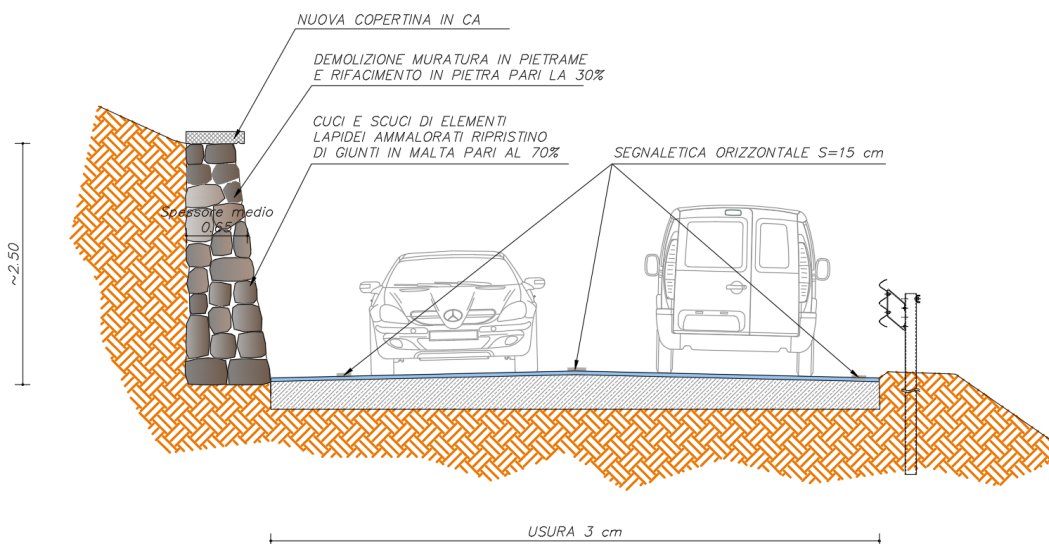 NUOVA COPERTINA IN CA
DEMOLIZIONE MURATURA IN PIETRAME
E RIFACIMENTO IN PIETRA PARI LA 30%
CUCI E SCUCI DI ELEMENTI
LAPIDEI AMMALORATI RIPRISTINO
DI GIUNTI IN MALTA PARI AL 70%
SEGNALETICA ORIZZONTALE S=15 cm
Spessore medio
0.65
~2.50
USURA 3 cm